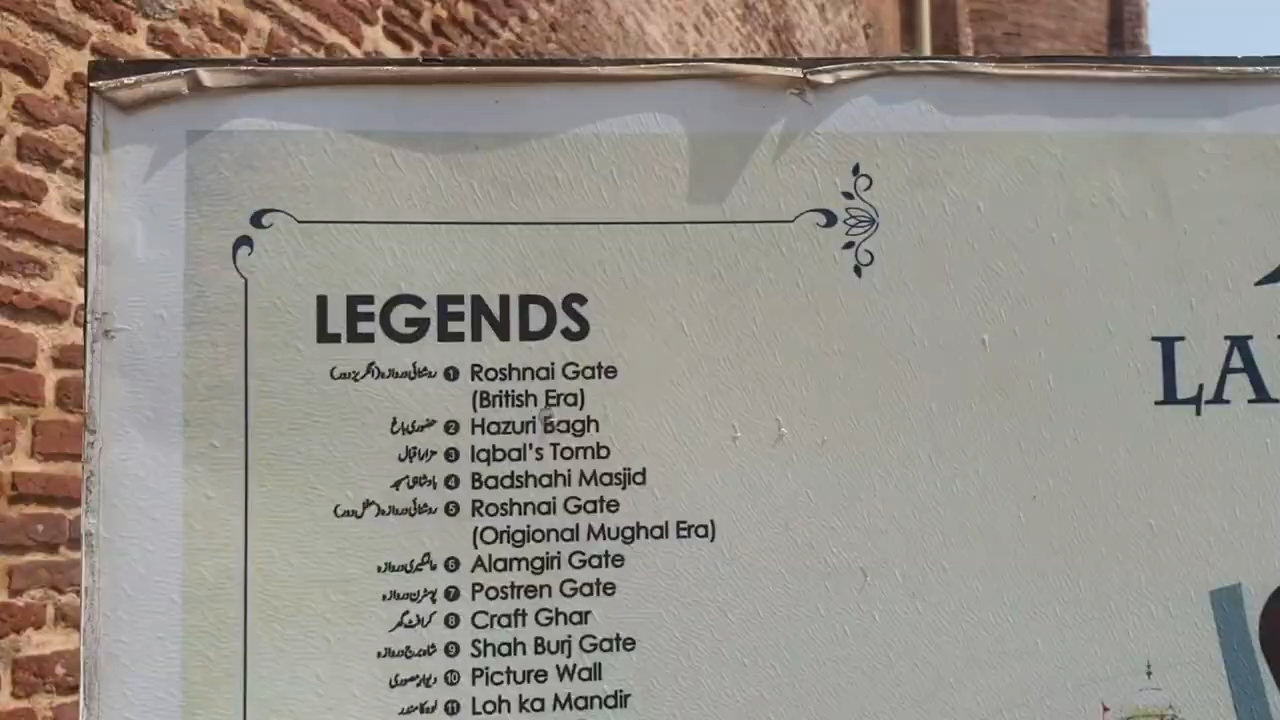 LEGENDS
روشنائی دروازہ (انگریز دور) 1 Roshnai Gate
(British Era)
حضوری باغ 2 Hazuri Bagh
مزار اقبال 3 Iqbal's Tomb
بادشاہی مسجد 4 Badshahi Masjid
روشنائی دروازہ (مغل دور) 5 Roshnai Gate
(Origional Mughal Era)
عالمگیری دروازہ 6 Alamgiri Gate
پوسٹرن دروازہ 7 Postren Gate
کرافٹ گھر 8 Craft Ghar
شاہ برج دروازہ 9 Shah Burj Gate
دیوار مصوری 10 Picture Wall
لوہ کا مندر 11 Loh ka Mandir
LA